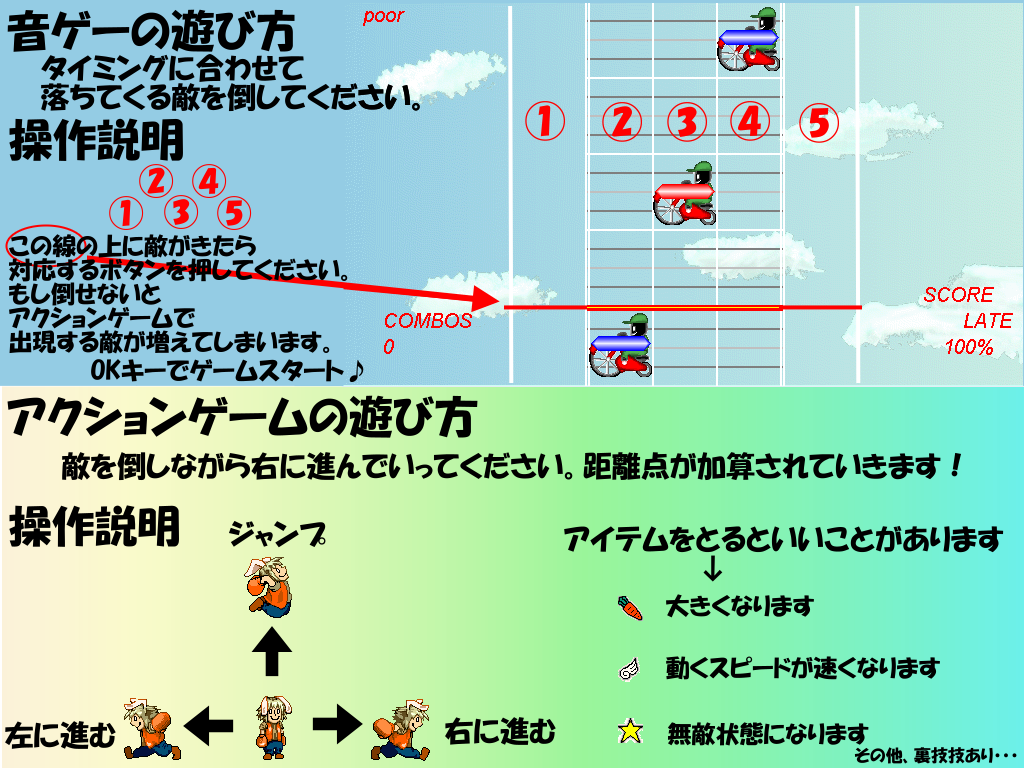 音ゲーの遊び方
タイミングに合わせて
落ちてくる敵を倒してください。
操作説明
② ④
① ③ ⑤
この線の上に敵がきたら
対応するボタンを押してください。
もし倒せないと
アクションゲームで
出現する敵が増えてしまいます。
OKキーでゲームスタート♪
poor
① ② ③ ④ ⑤
COMBOS
0
SCORE
LATE
100%
アクションゲームの遊び方
敵を倒しながら右に進んでいってください。距離点が加算されていきます!
操作説明
ジャンプ
左に進む
右に進む
アイテムをとるといいことがあります
↓
大きくなります
動くスピードが速くなります
無敵状態になります
その他、裏技技あり・・・